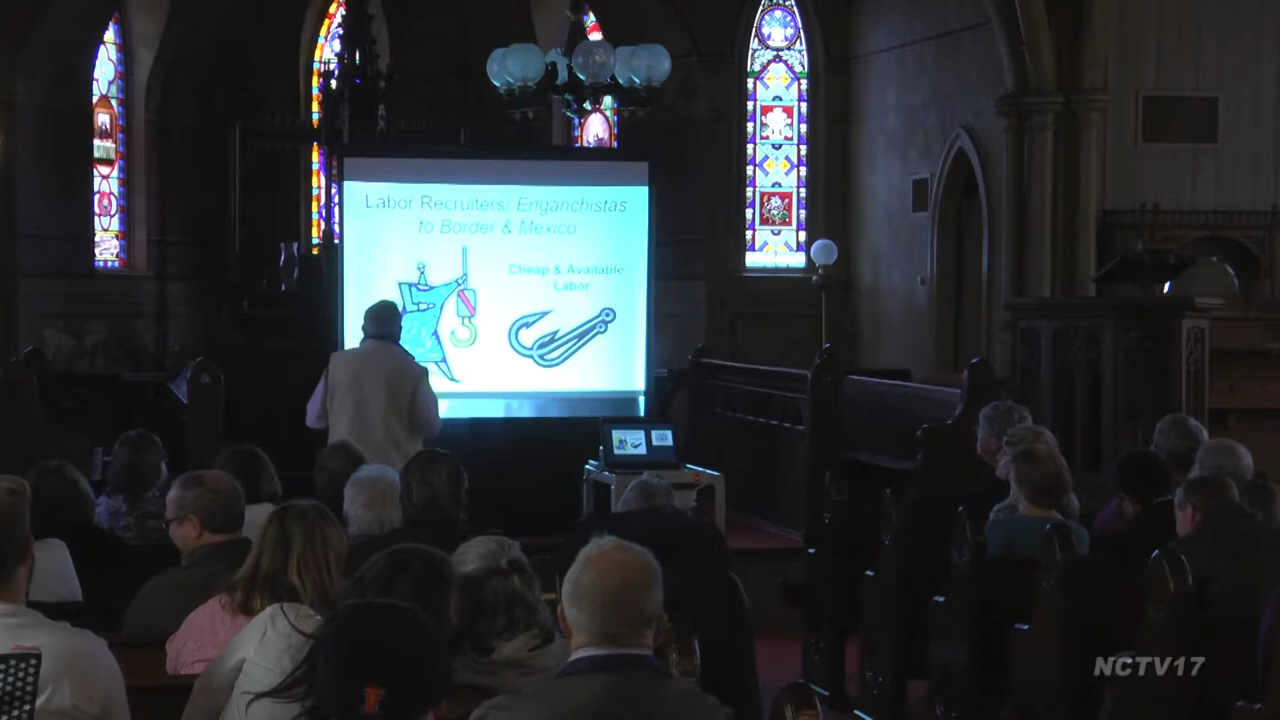 Labor Recruiters/ Enganchistas
to Border & Mexico
Cheap & Available
Labor
I
NCTV17